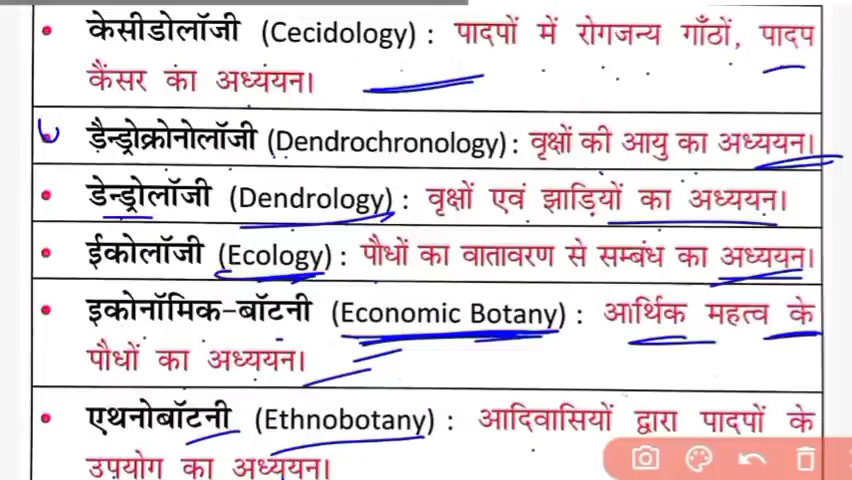 • केसीडोलॉजी (Cecidology) : पादपों में रोगजन्य गाँठों, पादप
कैंसर का अध्ययन।
• डैन्ड्रोक्रोनोलॉजी (Dendrochronology) : वृक्षों की आयु का अध्ययन।
• डेन्ड्रोलॉजी (Dendrology) : वृक्षों एवं झाड़ियों का अध्ययन।
• ईकोलॉजी (Ecology) : पौधों का वातावरण से सम्बंध का अध्ययन।
• इकोनॉमिक-बॉटनी (Economic Botany) : आर्थिक महत्व के
पौधों का अध्ययन।
• एथनोबॉटनी (Ethnobotany) : आदिवासियों द्वारा पादपों के
उपयोग का अध्ययन।